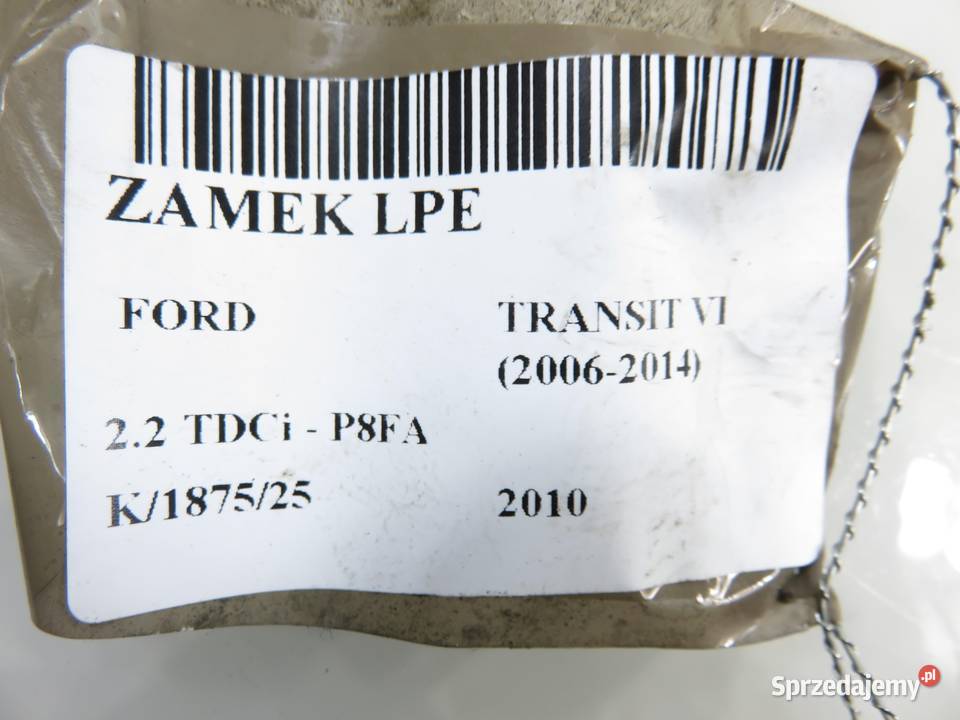 ZAMEK LPE
FORD TRANSIT VI
(2006-2014)
2.2 TDCi - P8FA
K/1875/25 2010
Sprzedajemy.pl